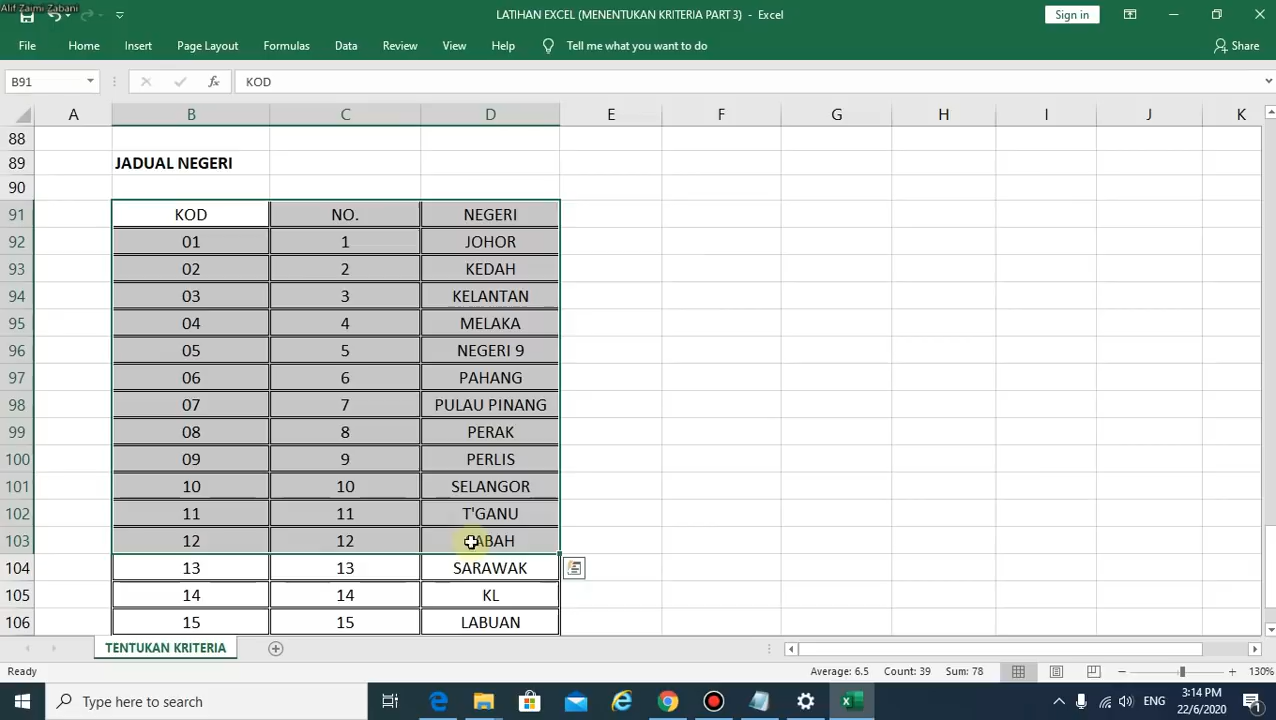 Alif Zaimi Zabani
LATIHAN EXCEL (MENENTUKAN KRITERIA PART 3) - Excel
Sign in
File Home Insert Page Layout Formulas Data Review View Help Tell me what you want to do Share
B91 fx KOD
A B C D E F G H I J K
88
89 JADUAL NEGERI
90
91 KOD NO. NEGERI
92 01 1 JOHOR
93 02 2 KEDAH
94 03 3 KELANTAN
95 04 4 MELAKA
96 05 5 NEGERI 9
97 06 6 PAHANG
98 07 7 PULAU PINANG
99 08 8 PERAK
100 09 9 PERLIS
101 10 10 SELANGOR
102 11 11 T'GANU
103 12 12 SABAH
104 13 13 SARAWAK
105 14 14 KL
106 15 15 LABUAN
TENTUKAN KRITERIA
Ready Average: 6.5 Count: 39 Sum: 78 130%
Type here to search ENG 3:14 PM
22/6/2020 1